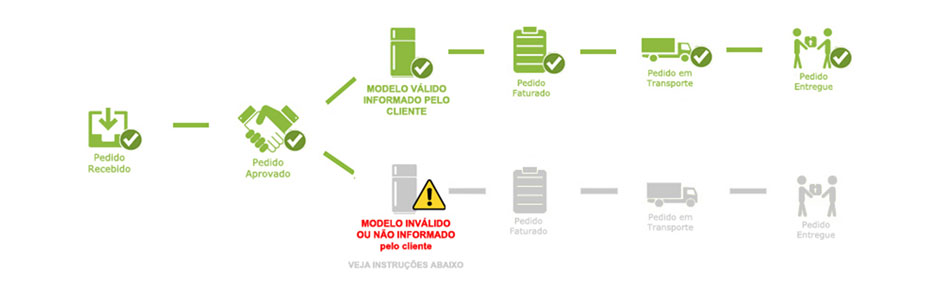 Pedido
Recebido
Pedido
Aprovado
MODELO VÁLIDO
INFORMADO PELO
CLIENTE
Pedido
Faturado
Pedido em
Transporte
Pedido
Entregue
MODELO INVÁLIDO
OU NÃO INFORMADO
pelo cliente
VEJA INSTRUÇÕES ABAIXO
Pedido
Faturado
Pedido em
Transporte
Pedido
Entregue